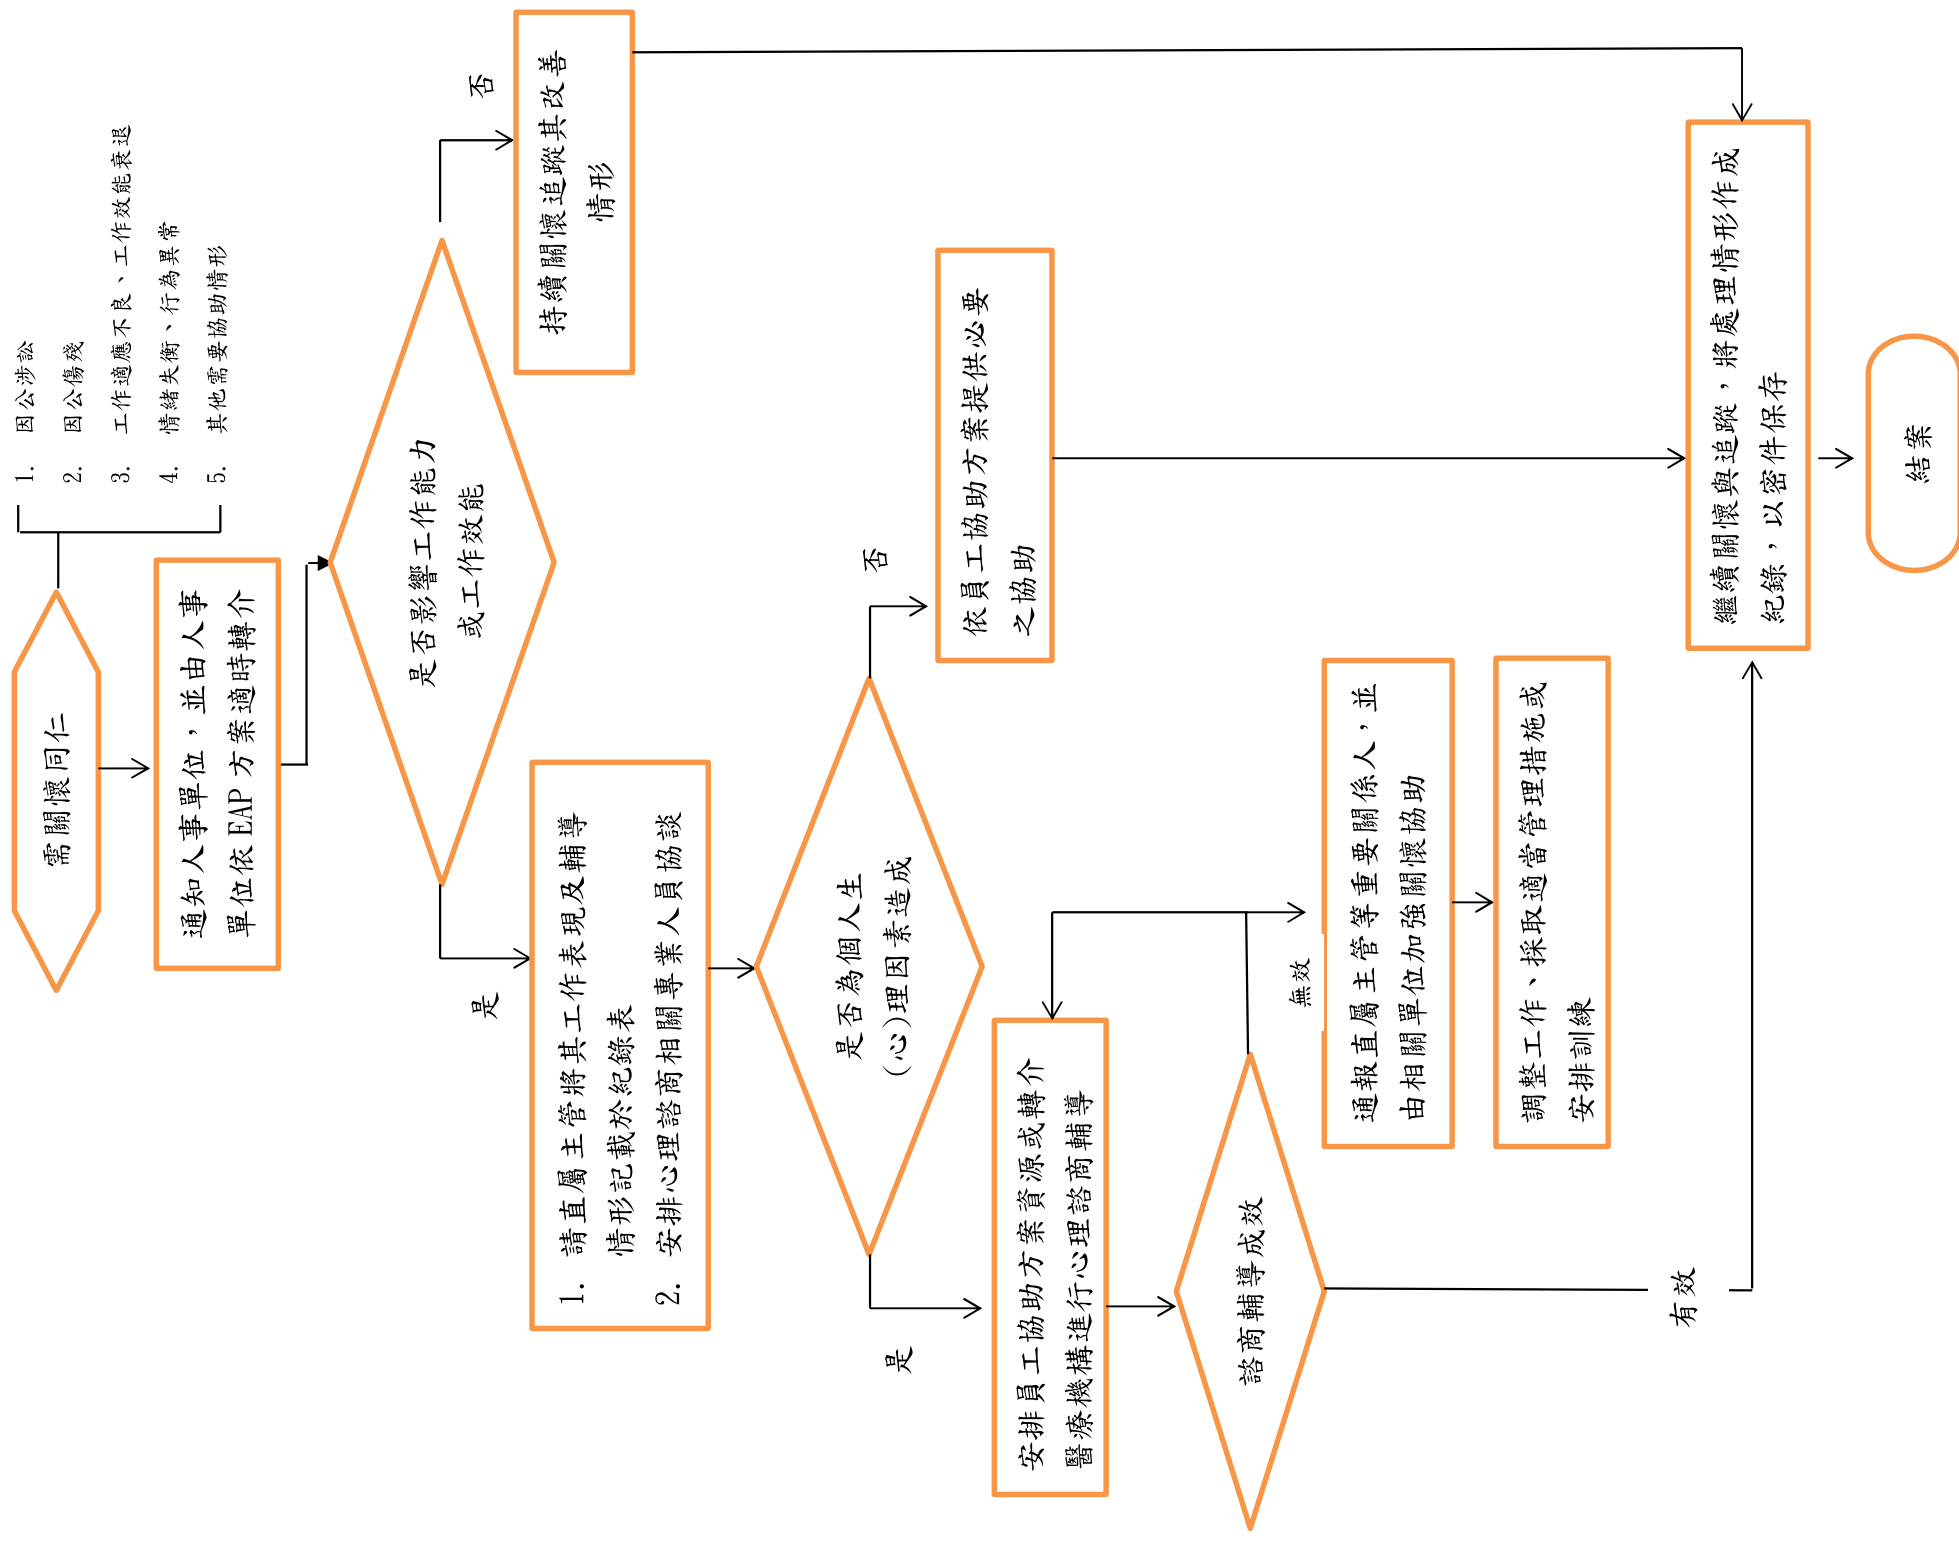 需關懷同仁
1. 因公涉訟
2. 因公傷殘
3. 工作適應不良、工作效能衰退
4. 情緒失衡、行為異常
5. 其他需要協助情形
通知人事單位，並由人事
單位依 EAP 方案適時轉介
是否影響工作能力
或工作效能
是
否
1. 請直屬主管將其工作表現及輔導
情形記載於紀錄表
2. 安排心理諮商相關專業人員協談
持續關懷追蹤其改善
情形
是否為個人生
(心)理因素造成
是
否
安排員工協助方案資源或轉介
醫療機構進行心理諮商輔導
依員工協助方案提供必要
之協助
諮商輔導成效
無效
通報直屬主管等重要關係人，並
由相關單位加強關懷協助
調整工作、採取適當管理措施或
安排訓練
有效
繼續關懷與追蹤，將處理情形作成
紀錄，以密件保存
結案